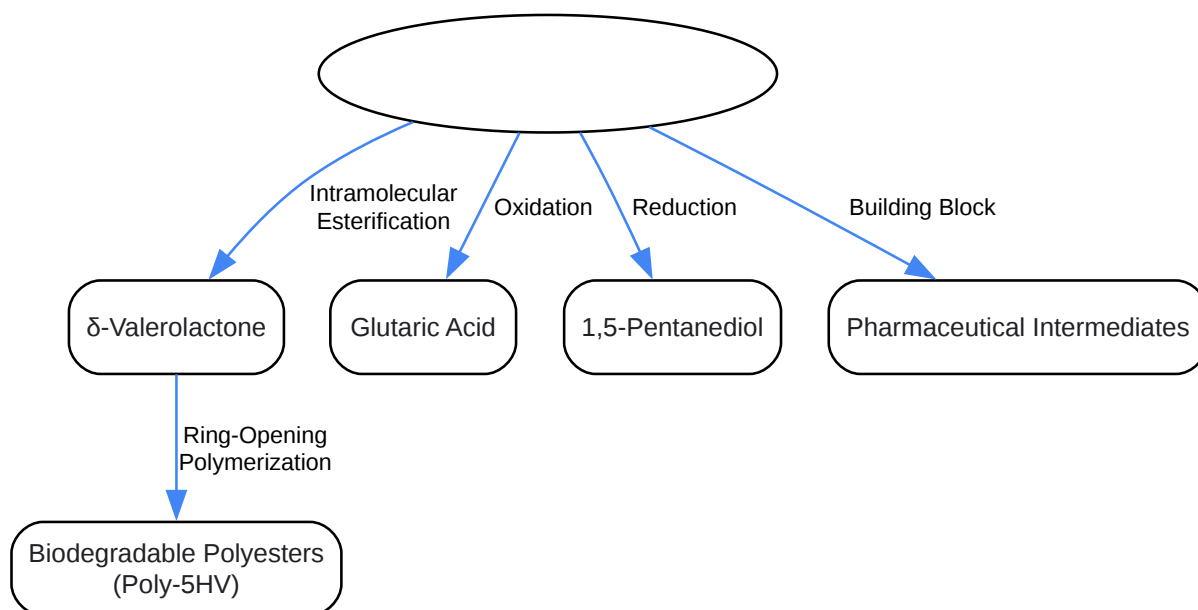 Intramolecular
Esterification
Oxidation
Reduction
Building Block
δ-Valerolactone
Glutaric Acid
1,5-Pentanediol
Pharmaceutical Intermediates
Ring-Opening
Polymerization
Biodegradable Polyesters
(Poly-5HV)